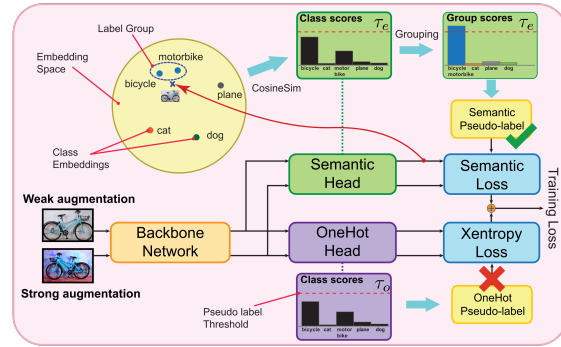 Label Group
motorbike
bicycle
plane
cat
dog
Embedding
Space
Class
Embeddings
CosineSim
Class scores
τe
bicycle cat motor plane dog
bike
Grouping
Group scores
τe
bicycle cat plane dog
motorbike
Semantic
Pseudo-label
Semantic
Head
Semantic
Loss
Weak augmentation
Backbone
Network
OneHot
Head
Xentropy
Loss
Training Loss
Strong augmentation
Class scores
τo
bicycle cat motor plane dog
bike
Pseudo label
Threshold
OneHot
Pseudo-label